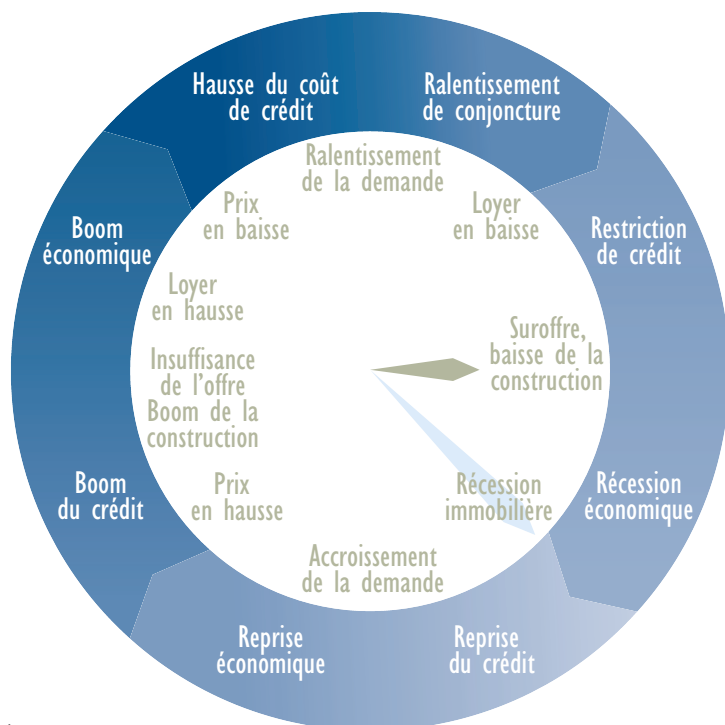 Hausse du coût
de crédit
Ralentissement
de conjoncture
Restriction
de crédit
Récession
économique
Reprise
du crédit
Reprise
économique
Boom
du crédit
Boom
économique
Ralentissement
de la demande
Loyer
en baisse
Suroffre,
baisse de la
construction
Récession
immobilière
Accroissement
de la demande
Prix
en hausse
Insuffisance
de l’offre
Boom de la
construction
Loyer
en hausse
Prix
en baisse